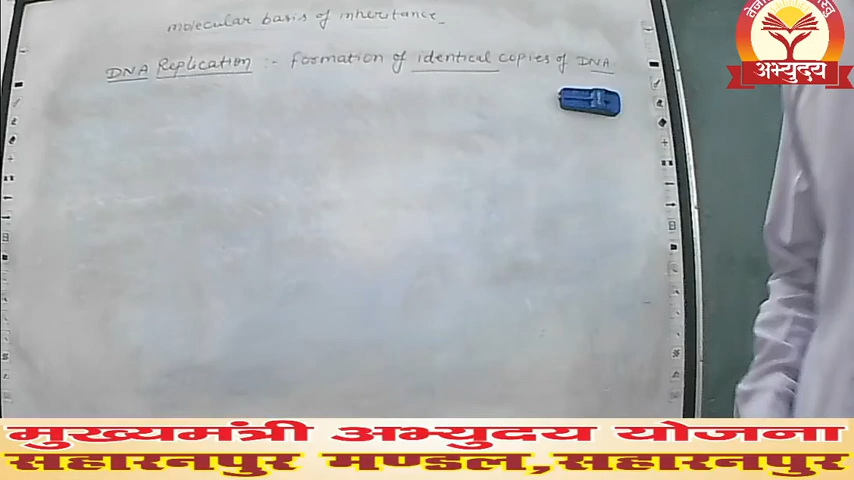 molecular basis of inheritance
DNA Replication :- formation of identical copies of DNA
अभ्युदय
मुख्यमंत्री अभ्युदय योजना
सहारनपुर मण्डल,सहारनपुर